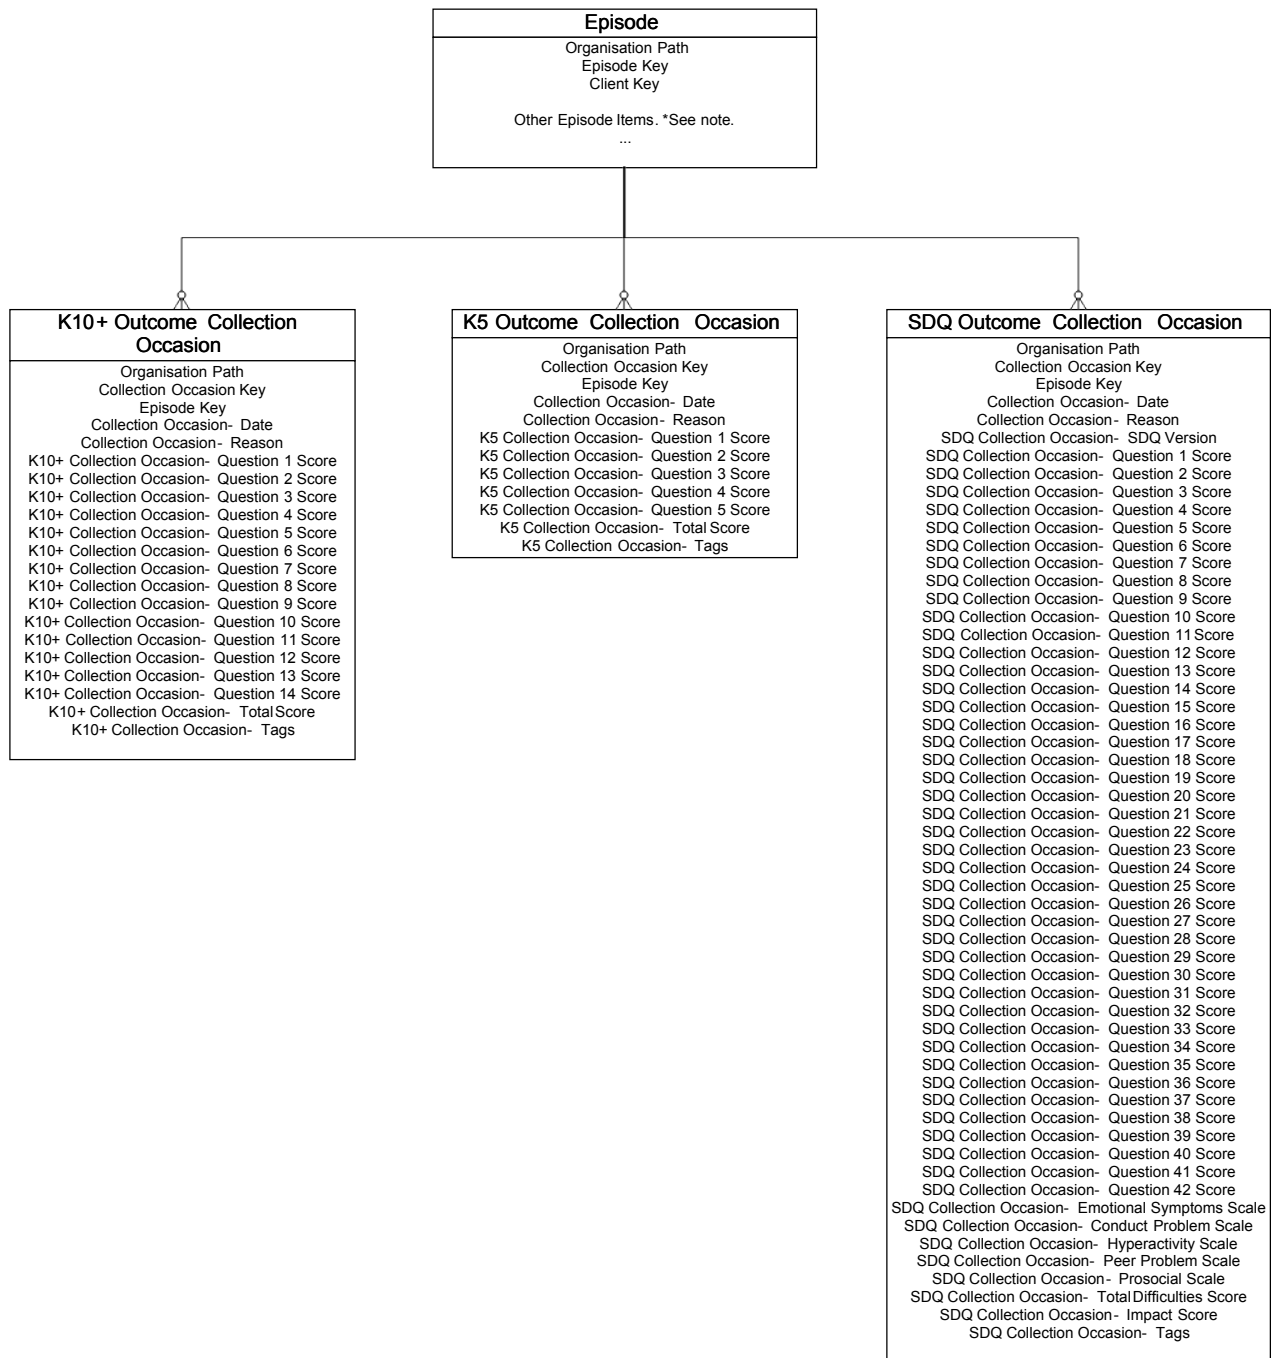 Episode
Organisation Path
Episode Key
Client Key
Other Episode Items. *See note.
...
K10+ Outcome Collection
Occasion
Organisation Path
Collection Occasion Key
Episode Key
Collection Occasion- Date
Collection Occasion- Reason
K10+ Collection Occasion- Question 1 Score
K10+ Collection Occasion- Question 2 Score
K10+ Collection Occasion- Question 3 Score
K10+ Collection Occasion- Question 4 Score
K10+ Collection Occasion- Question 5 Score
K10+ Collection Occasion- Question 6 Score
K10+ Collection Occasion- Question 7 Score
K10+ Collection Occasion- Question 8 Score
K10+ Collection Occasion- Question 9 Score
K10+ Collection Occasion- Question 10 Score
K10+ Collection Occasion- Question 11 Score
K10+ Collection Occasion- Question 12 Score
K10+ Collection Occasion- Question 13 Score
K10+ Collection Occasion- Question 14 Score
K10+ Collection Occasion- Total Score
K10+ Collection Occasion- Tags
K5 Outcome Collection Occasion
Organisation Path
Collection Occasion Key
Episode Key
Collection Occasion- Date
Collection Occasion- Reason
K5 Collection Occasion- Question 1 Score
K5 Collection Occasion- Question 2 Score
K5 Collection Occasion- Question 3 Score
K5 Collection Occasion- Question 4 Score
K5 Collection Occasion- Question 5 Score
K5 Collection Occasion- Total Score
K5 Collection Occasion- Tags
SDQ Outcome Collection Occasion
Organisation Path
Collection Occasion Key
Episode Key
Collection Occasion- Date
Collection Occasion- Reason
SDQ Collection Occasion- SDQ Version
SDQ Collection Occasion- Question 1 Score
SDQ Collection Occasion- Question 2 Score
SDQ Collection Occasion- Question 3 Score
SDQ Collection Occasion- Question 4 Score
SDQ Collection Occasion- Question 5 Score
SDQ Collection Occasion- Question 6 Score
SDQ Collection Occasion- Question 7 Score
SDQ Collection Occasion- Question 8 Score
SDQ Collection Occasion- Question 9 Score
SDQ Collection Occasion- Question 10 Score
SDQ Collection Occasion- Question 11 Score
SDQ Collection Occasion- Question 12 Score
SDQ Collection Occasion- Question 13 Score
SDQ Collection Occasion- Question 14 Score
SDQ Collection Occasion- Question 15 Score
SDQ Collection Occasion- Question 16 Score
SDQ Collection Occasion- Question 17 Score
SDQ Collection Occasion- Question 18 Score
SDQ Collection Occasion- Question 19 Score
SDQ Collection Occasion- Question 20 Score
SDQ Collection Occasion- Question 21 Score
SDQ Collection Occasion- Question 22 Score
SDQ Collection Occasion- Question 23 Score
SDQ Collection Occasion- Question 24 Score
SDQ Collection Occasion- Question 25 Score
SDQ Collection Occasion- Question 26 Score
SDQ Collection Occasion- Question 27 Score
SDQ Collection Occasion- Question 28 Score
SDQ Collection Occasion- Question 29 Score
SDQ Collection Occasion- Question 30 Score
SDQ Collection Occasion- Question 31 Score
SDQ Collection Occasion- Question 32 Score
SDQ Collection Occasion- Question 33 Score
SDQ Collection Occasion- Question 34 Score
SDQ Collection Occasion- Question 35 Score
SDQ Collection Occasion- Question 36 Score
SDQ Collection Occasion- Question 37 Score
SDQ Collection Occasion- Question 38 Score
SDQ Collection Occasion- Question 39 Score
SDQ Collection Occasion- Question 40 Score
SDQ Collection Occasion- Question 41 Score
SDQ Collection Occasion- Question 42 Score
SDQ Collection Occasion- Emotional Symptoms Scale
SDQ Collection Occasion- Conduct Problem Scale
SDQ Collection Occasion- Hyperactivity Scale
SDQ Collection Occasion- Peer Problem Scale
SDQ Collection Occasion- Prosocial Scale
SDQ Collection Occasion- Total Difficulties Score
SDQ Collection Occasion- Impact Score
SDQ Collection Occasion- Tags